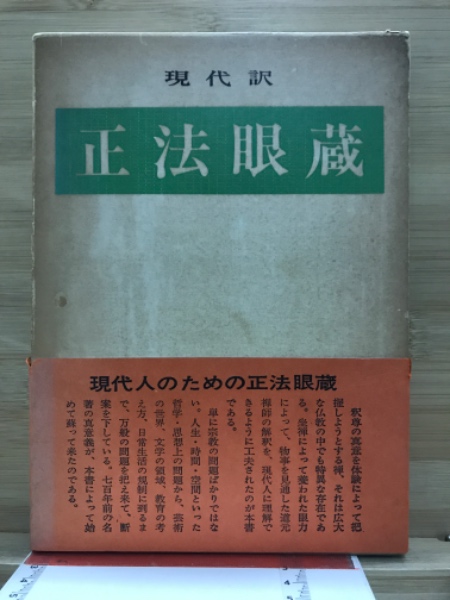 現代訳
正法眼蔵
現代人のための正法眼蔵
釈尊の真意を体験によって把
握しようとする禅、それは広大
な仏教の中でも特異な存在であ
る。坐禅によって養われた眼力
によって、物事を見通した道元
禅師の解釈を、現代人に理解で
きるように工夫されたのが本書
である。
単に宗教の問題ばかりではな
い。人生・時間・空間といった
哲学・思想上の問題から、芸術
の世界、文学の領域、教育の考
え方、日常生活の規制に到るま
で、万般の問題を把え来て、断
案を下している。七百年前の名
著の真意義が、本書によって始
めて蘇って来たのである。